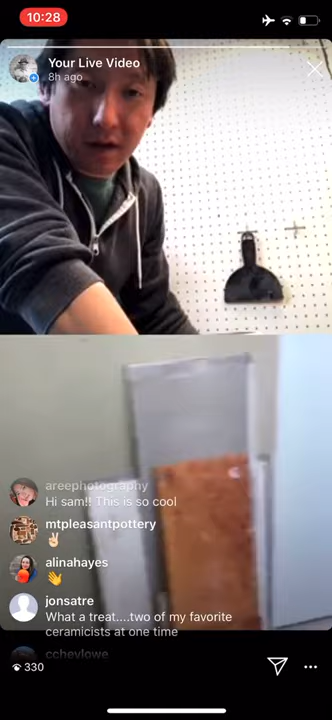 10:28
Your Live Video
8h ago
areephotography
Hi sam!! This is so cool
mtpleasantpottery
✌🏻
alinahayes
👋
jonsatre
What a treat....two of my favorite
ceramicists at one time
cchevlowe
330